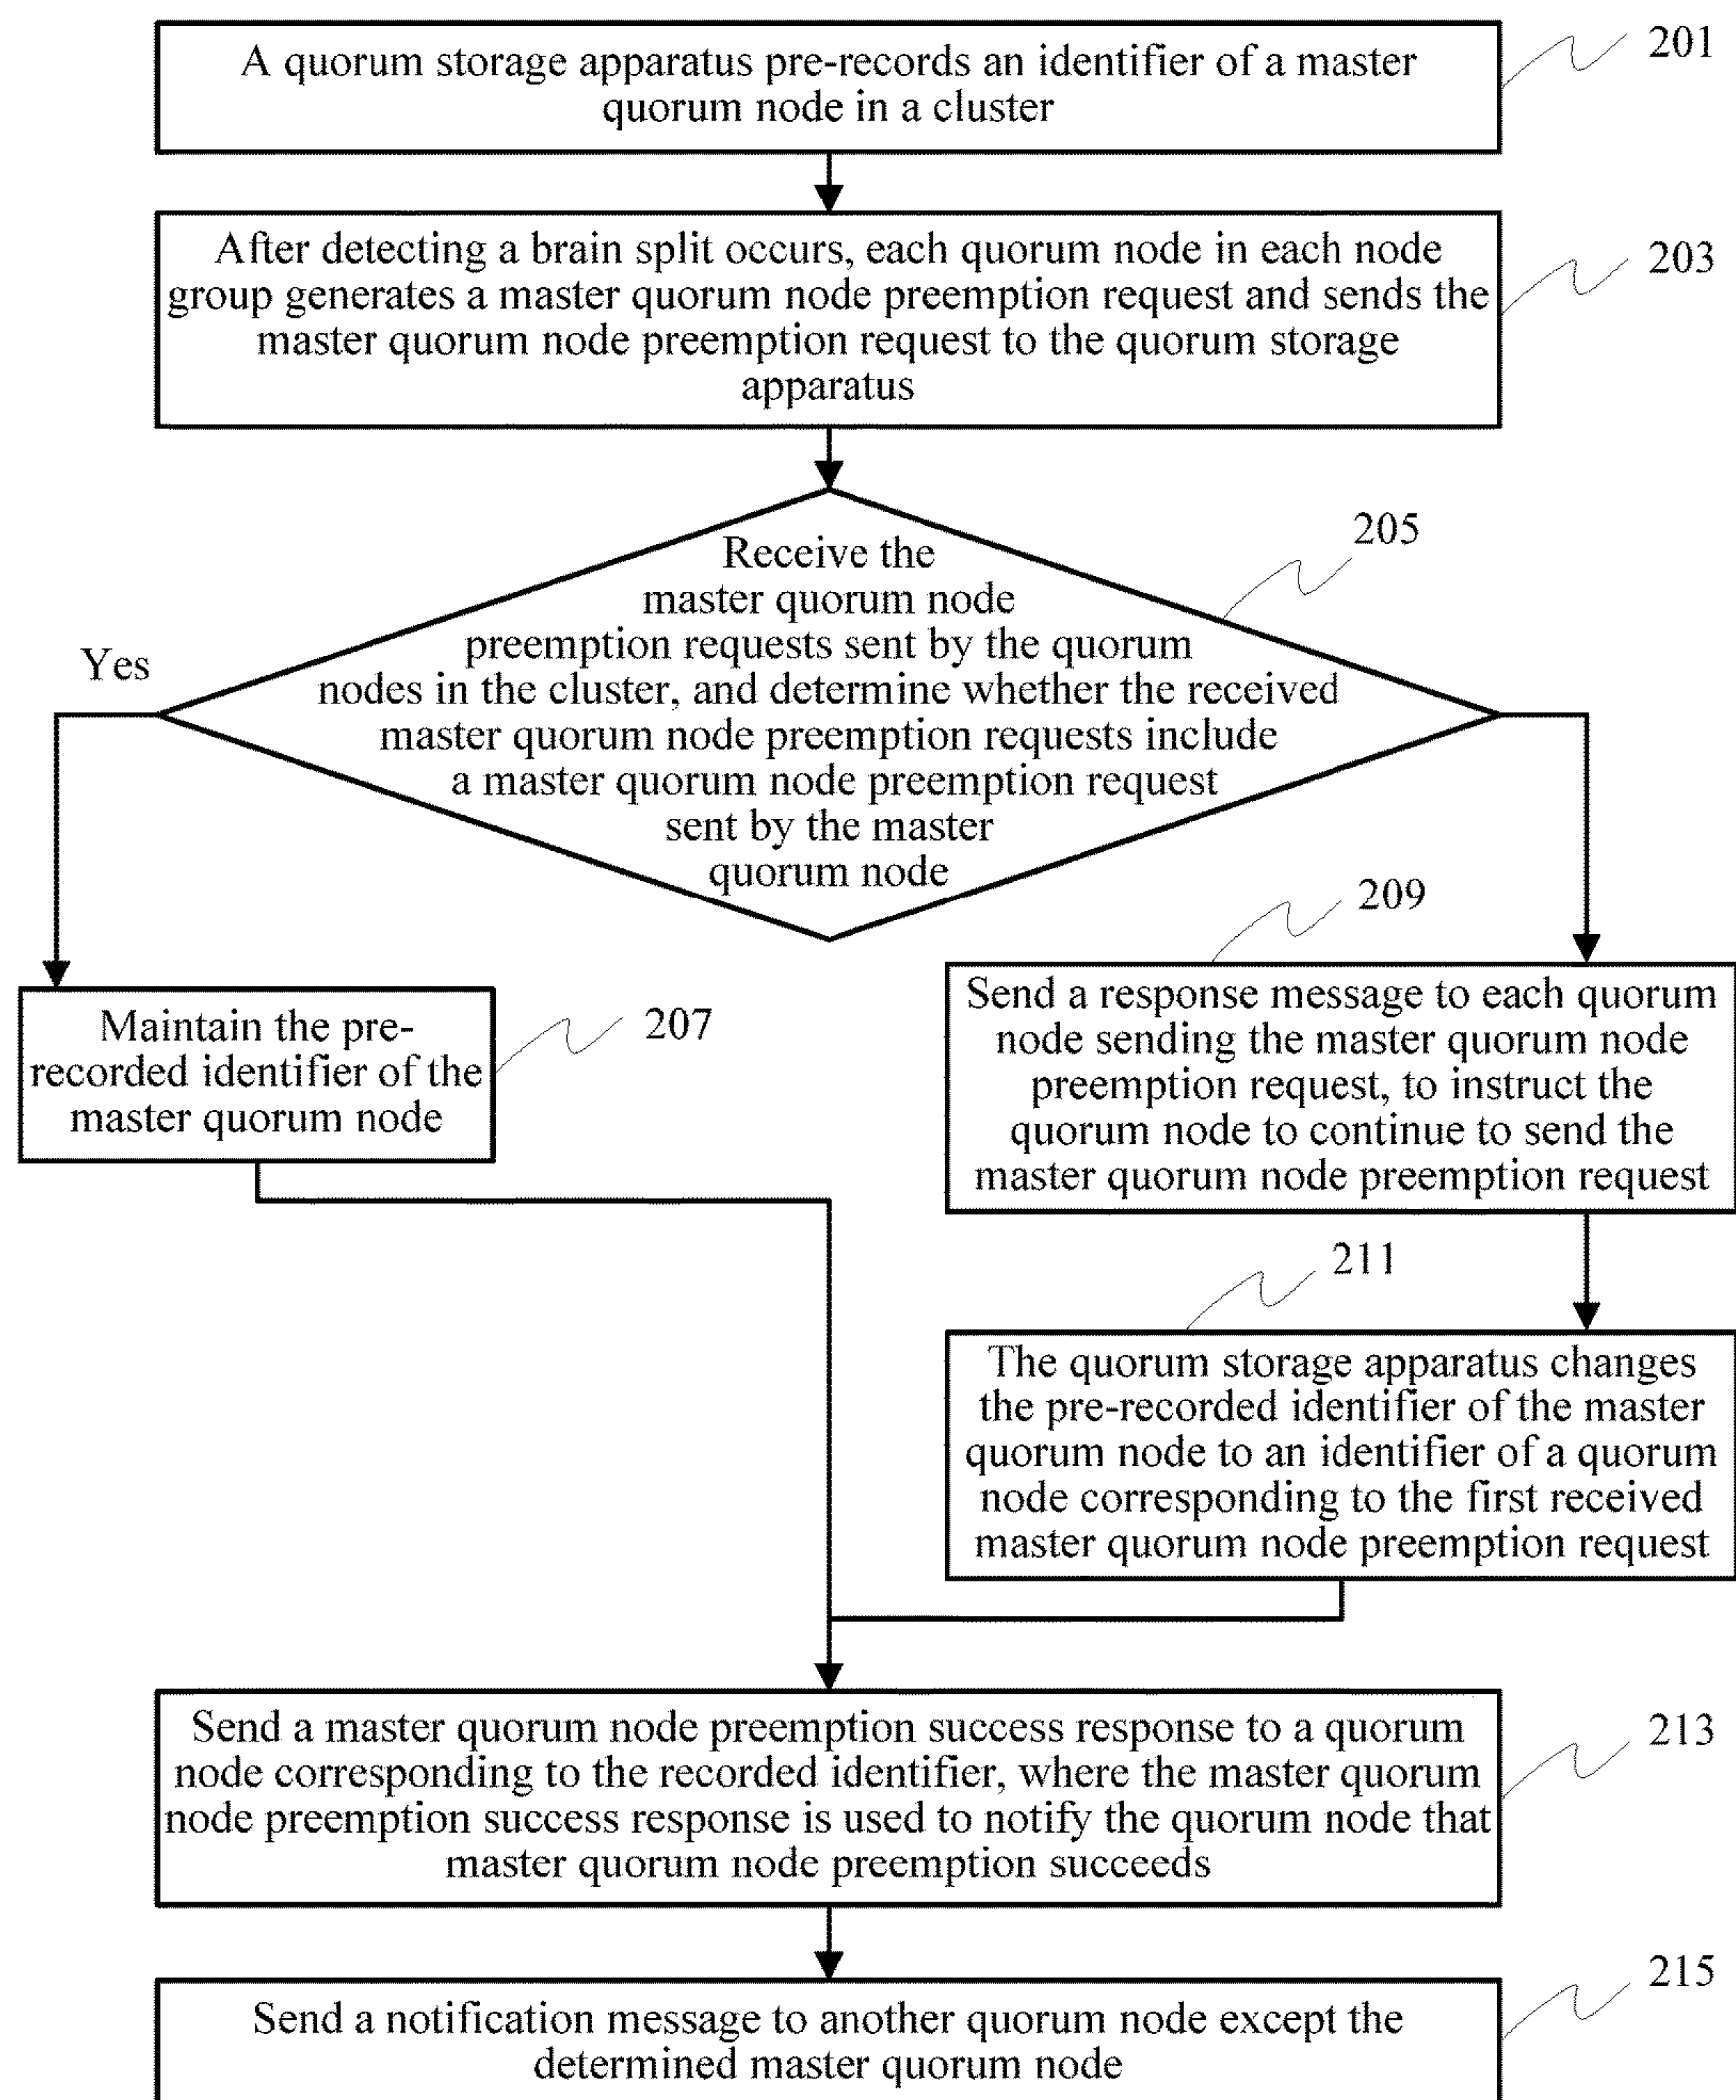 A quorum storage apparatus pre-records an identifier of a master
quorum node in a cluster
201
After detecting a brain split occurs, each quorum node in each node
group generates a master quorum node preemption request and sends the
master quorum node preemption request to the quorum storage
apparatus
203
205
Receive the
master quorum node
preemption requests sent by the quorum
nodes in the cluster, and determine whether the received
master quorum node preemption requests include
a master quorum node preemption request
sent by the master
quorum node
Yes
Maintain the pre-
recorded identifier of the
master quorum node
207
209
Send a response message to each quorum
node sending the master quorum node
preemption request, to instruct the
quorum node to continue to send the
master quorum node preemption request
211
The quorum storage apparatus changes
the pre-recorded identifier of the master
quorum node to an identifier of a quorum
node corresponding to the first received
master quorum node preemption request
Send a master quorum node preemption success response to a quorum
node corresponding to the recorded identifier, where the master quorum
node preemption success response is used to notify the quorum node that
master quorum node preemption succeeds
213
Send a notification message to another quorum node except the
determined master quorum node
215